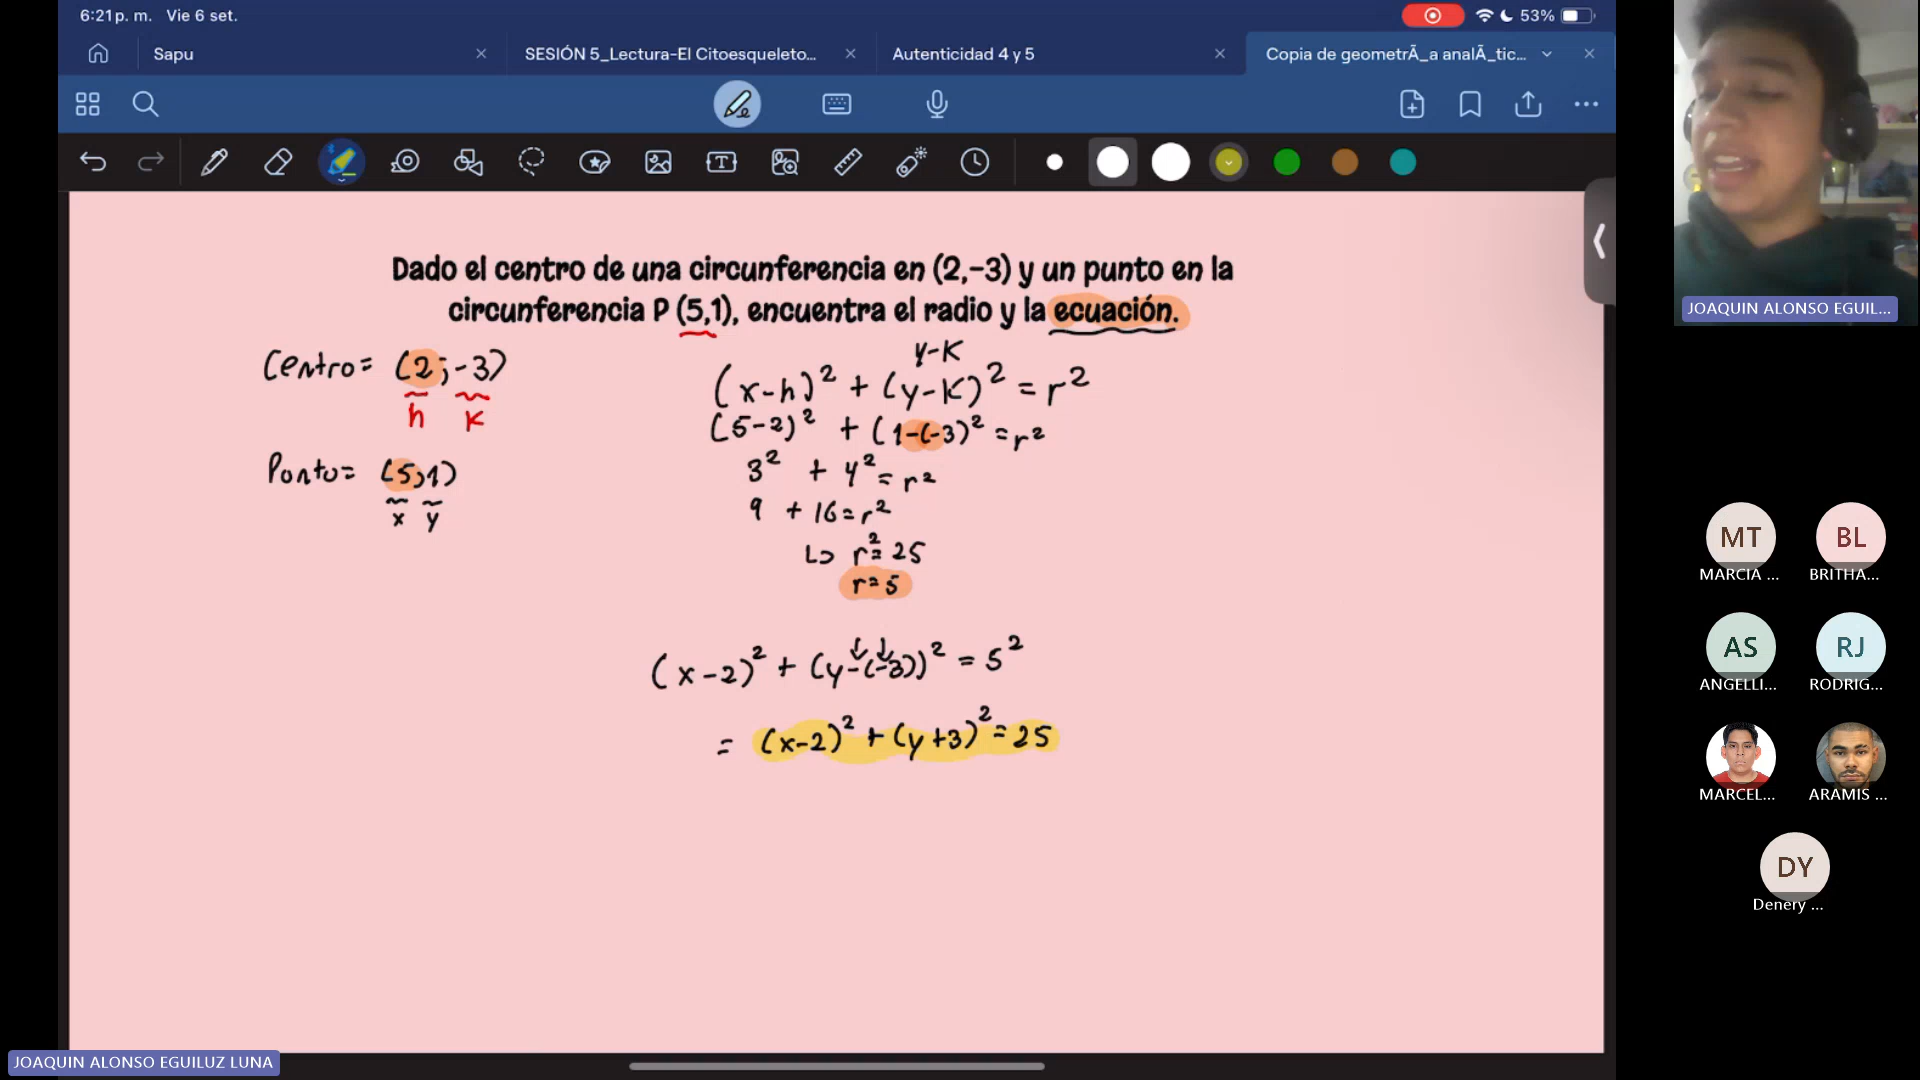 6:21 p. m. Vie 6 set.
53%
Sapu
SESIÓN 5_Lectura-El Citoesqueleto...
Autenticidad 4 y 5
Copia de geometrÃ_a analÃ_tic...
Dado el centro de una circunferencia en (2,-3) y un punto en la
circunferencia P (5,1), encuentra el radio y la ecuación.
Centro = (2; -3)
h K
Punto = (5;1)
x y
y-K
(x-h)² + (y-K)² = r²
(5-2)² + (1-(-3)² = r²
3² + 4² = r²
9 + 16 = r²
↳ r² = 25
r = 5
(x-2)² + (y-(-3))² = 5²
= (x-2)² + (y+3)² = 25
JOAQUIN ALONSO EGUIL...
MT
MARCIA ...
BL
BRITHA...
AS
ANGELLI...
RJ
RODRIG...
MARCEL...
ARAMIS ...
DY
Denery ...
JOAQUIN ALONSO EGUILUZ LUNA